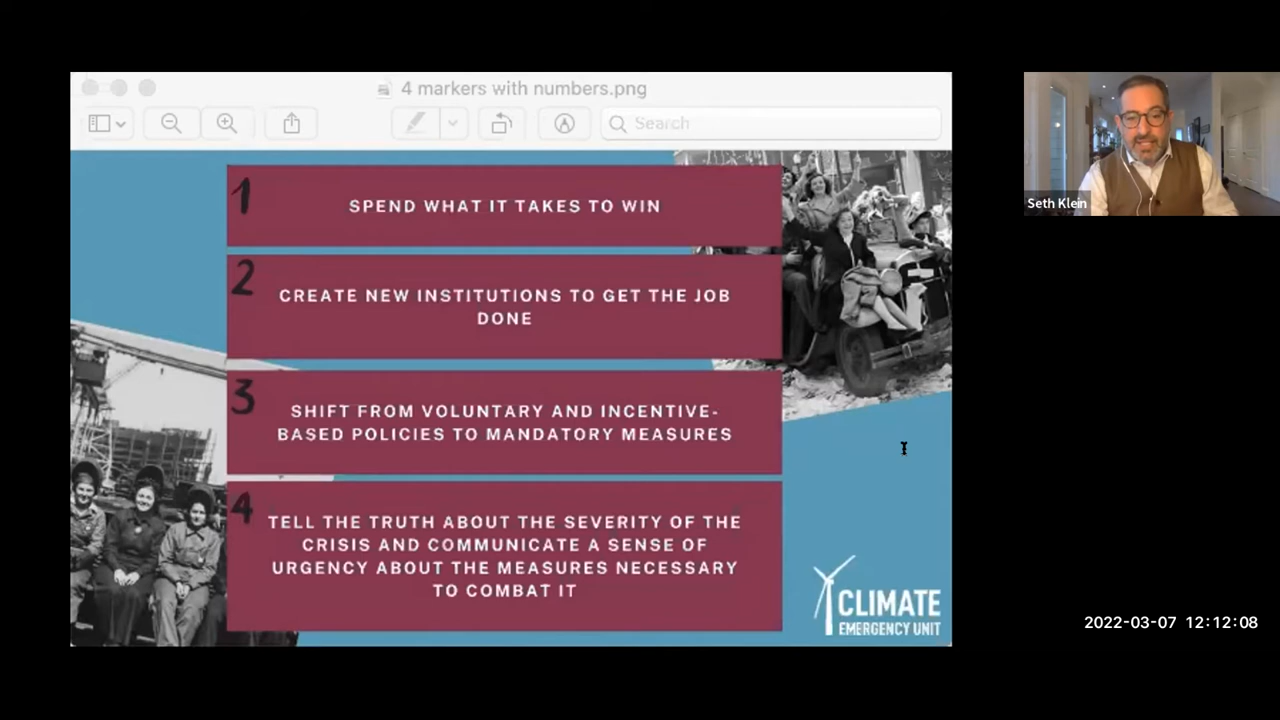 4 markers with numbers.png
Search
1
SPEND WHAT IT TAKES TO WIN
2
CREATE NEW INSTITUTIONS TO GET THE JOB
DONE
3
SHIFT FROM VOLUNTARY AND INCENTIVE-
BASED POLICIES TO MANDATORY MEASURES
4
TELL THE TRUTH ABOUT THE SEVERITY OF THE
CRISIS AND COMMUNICATE A SENSE OF
URGENCY ABOUT THE MEASURES NECESSARY
TO COMBAT IT
CLIMATE
EMERGENCY UNIT
Seth Klein
2022-03-07 12:12:08